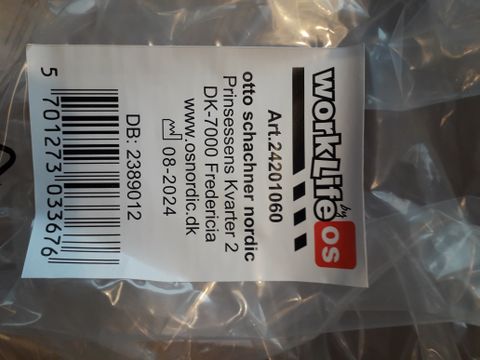 workLife
by os
Art.24201060
otto schachner nordic
Prinsessens Kvarter 2
DK-7000 Fredericia
www.osnordic.dk
08-2024
DB: 2389012
5 701273 033676